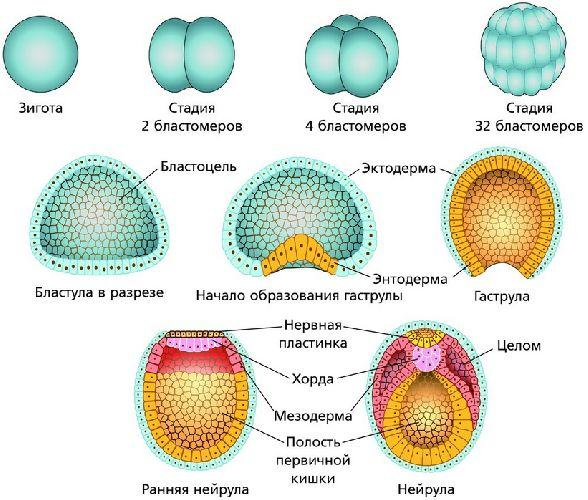 Зигота
Стадия
2 бластомеров
Стадия
4 бластомеров
Стадия
32 бластомеров
Бластоцель
Эктодерма
Энтодерма
Бластула в разрезе
Начало образования гаструлы
Гаструла
Нервная
пластинка
Целом
Хорда
Мезодерма
Полость
первичной
кишки
Ранняя нейрула
Нейрула